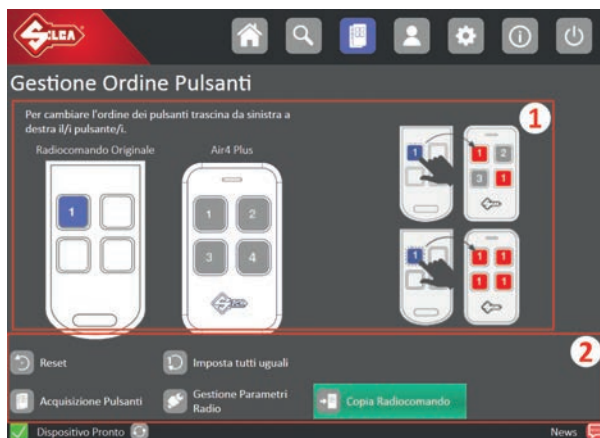 SILCA
Gestione Ordine Pulsanti
Per cambiare l'ordine dei pulsanti trascina da sinistra a
destra il/i pulsante/i.
1
Radiocomando Originale
Air4 Plus
1
1 2
3 4
SILCA
1
1 2
3 1
1
1 1
1 1
2
Reset
Imposta tutti uguali
Acquisizione Pulsanti
Gestione Parametri
Radio
Copia Radiocomando
Dispositivo Pronto
News